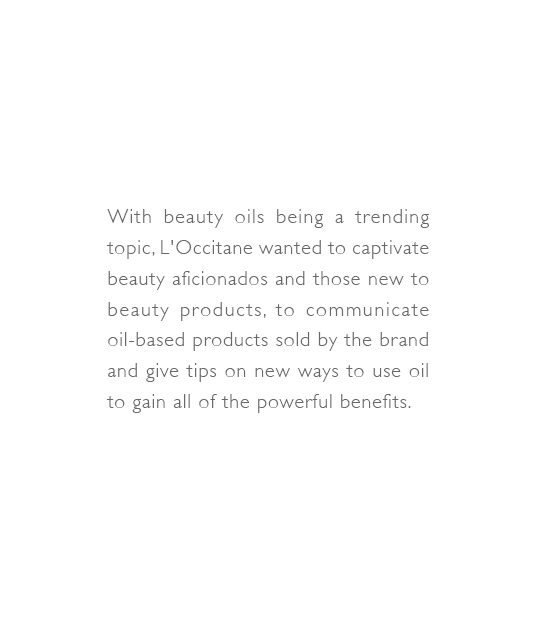 With beauty oils being a trending
topic, L'Occitane wanted to captivate
beauty aficionados and those new to
beauty products, to communicate
oil-based products sold by the brand
and give tips on new ways to use oil
to gain all of the powerful benefits.